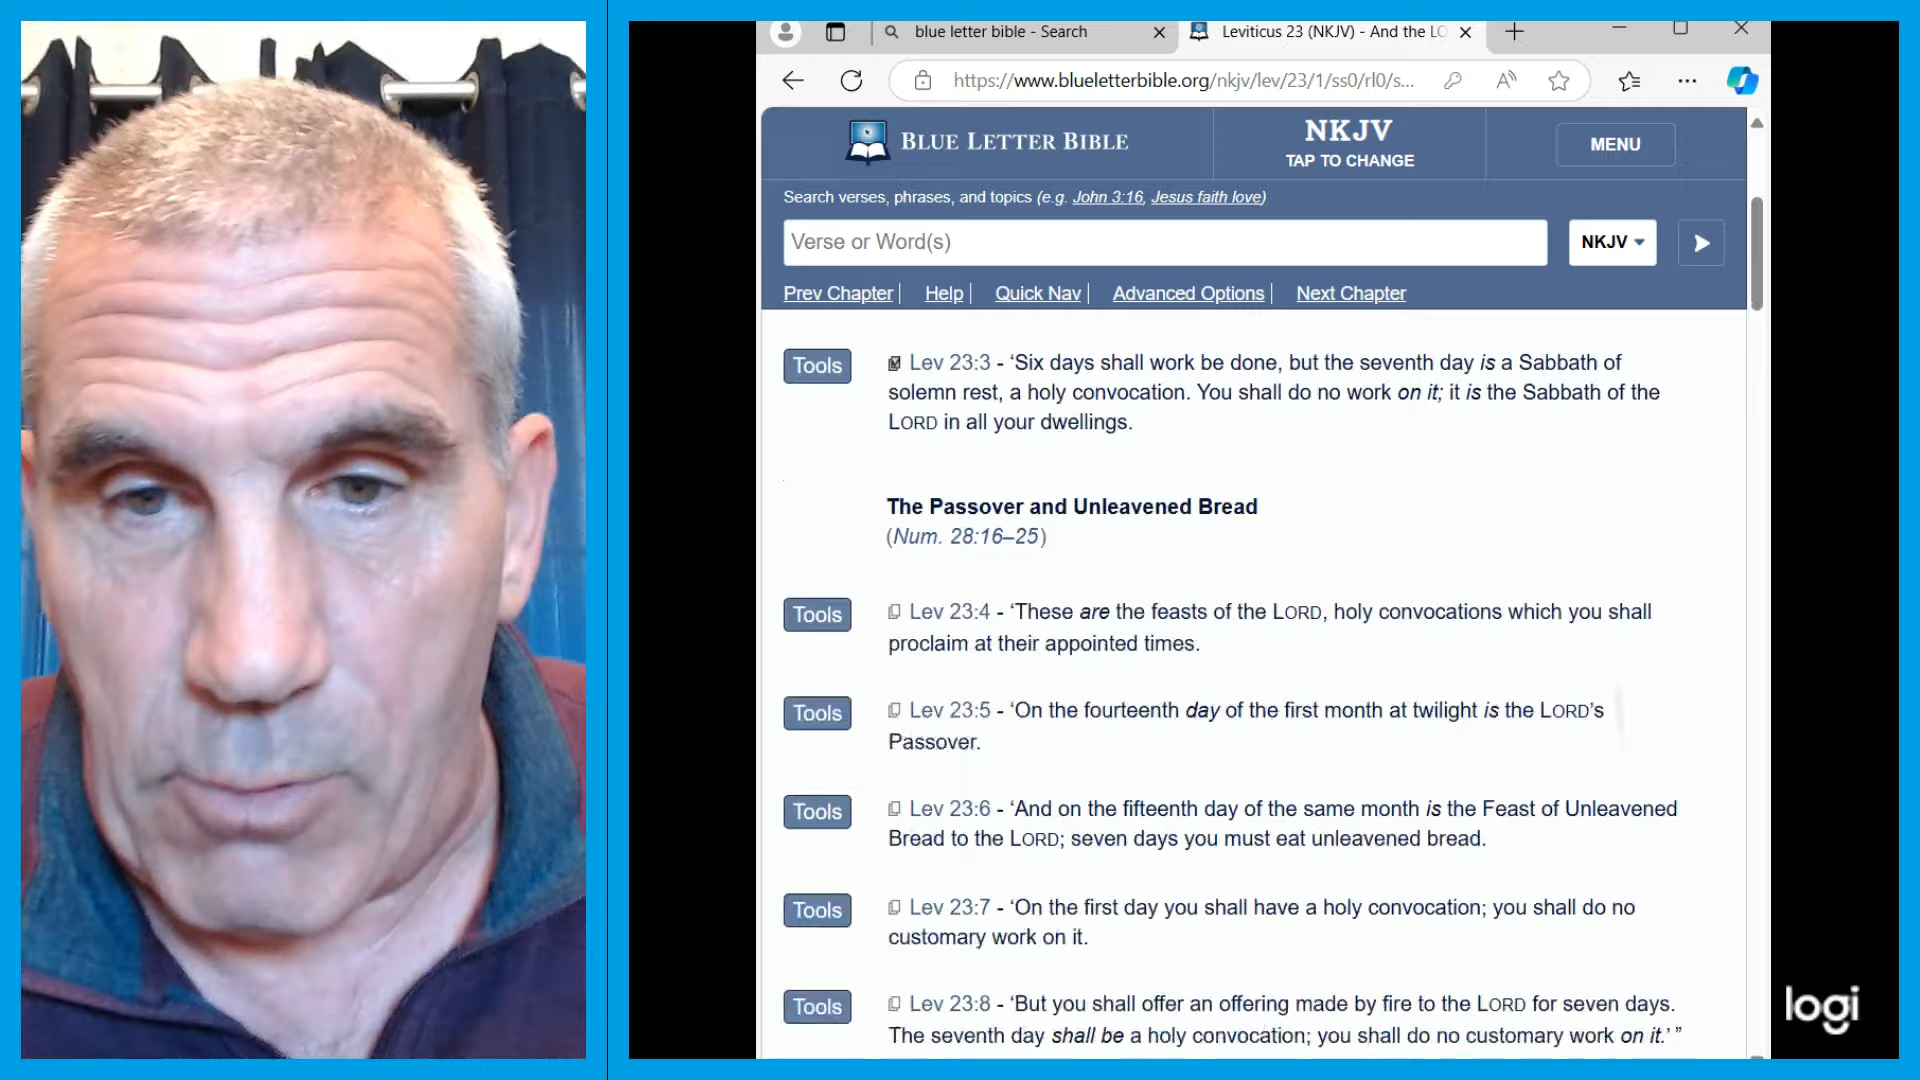 blue letter bible - Search
Leviticus 23 (NKJV) - And the LO
https://www.blueletterbible.org/nkjv/lev/23/1/ss0/rl0/s...
BLUE LETTER BIBLE
NKJV
TAP TO CHANGE
MENU
Search verses, phrases, and topics (e.g. John 3:16, Jesus faith love)
Verse or Word(s)
NKJV
Prev Chapter | Help | Quick Nav | Advanced Options | Next Chapter
Tools
Lev 23:3 - ‘Six days shall work be done, but the seventh day is a Sabbath of
solemn rest, a holy convocation. You shall do no work on it; it is the Sabbath of the
LORD in all your dwellings.
The Passover and Unleavened Bread
(Num. 28:16–25)
Tools
Lev 23:4 - ‘These are the feasts of the LORD, holy convocations which you shall
proclaim at their appointed times.
Tools
Lev 23:5 - ‘On the fourteenth day of the first month at twilight is the LORD’s
Passover.
Tools
Lev 23:6 - ‘And on the fifteenth day of the same month is the Feast of Unleavened
Bread to the LORD; seven days you must eat unleavened bread.
Tools
Lev 23:7 - ‘On the first day you shall have a holy convocation; you shall do no
customary work on it.
Tools
Lev 23:8 - ‘But you shall offer an offering made by fire to the LORD for seven days.
The seventh day shall be a holy convocation; you shall do no customary work on it.’ ”
logi